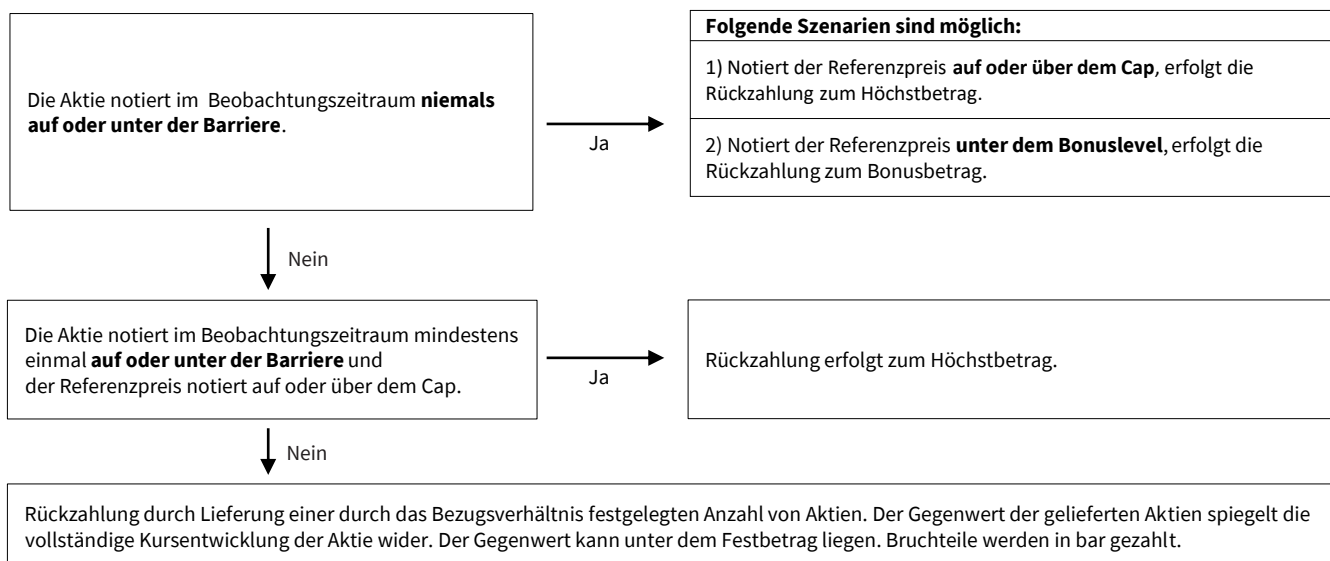 Die Aktie notiert im Beobachtungszeitraum niemals
auf oder unter der Barriere.
Ja
Folgende Szenarien sind möglich:
1) Notiert der Referenzpreis auf oder über dem Cap, erfolgt die
Rückzahlung zum Höchstbetrag.
2) Notiert der Referenzpreis unter dem Bonuslevel, erfolgt die
Rückzahlung zum Bonusbetrag.
Nein
Die Aktie notiert im Beobachtungszeitraum mindestens
einmal auf oder unter der Barriere und
der Referenzpreis notiert auf oder über dem Cap.
Ja
Rückzahlung erfolgt zum Höchstbetrag.
Nein
Rückzahlung durch Lieferung einer durch das Bezugsverhältnis festgelegten Anzahl von Aktien. Der Gegenwert der gelieferten Aktien spiegelt die
vollständige Kursentwicklung der Aktie wider. Der Gegenwert kann unter dem Festbetrag liegen. Bruchteile werden in bar gezahlt.